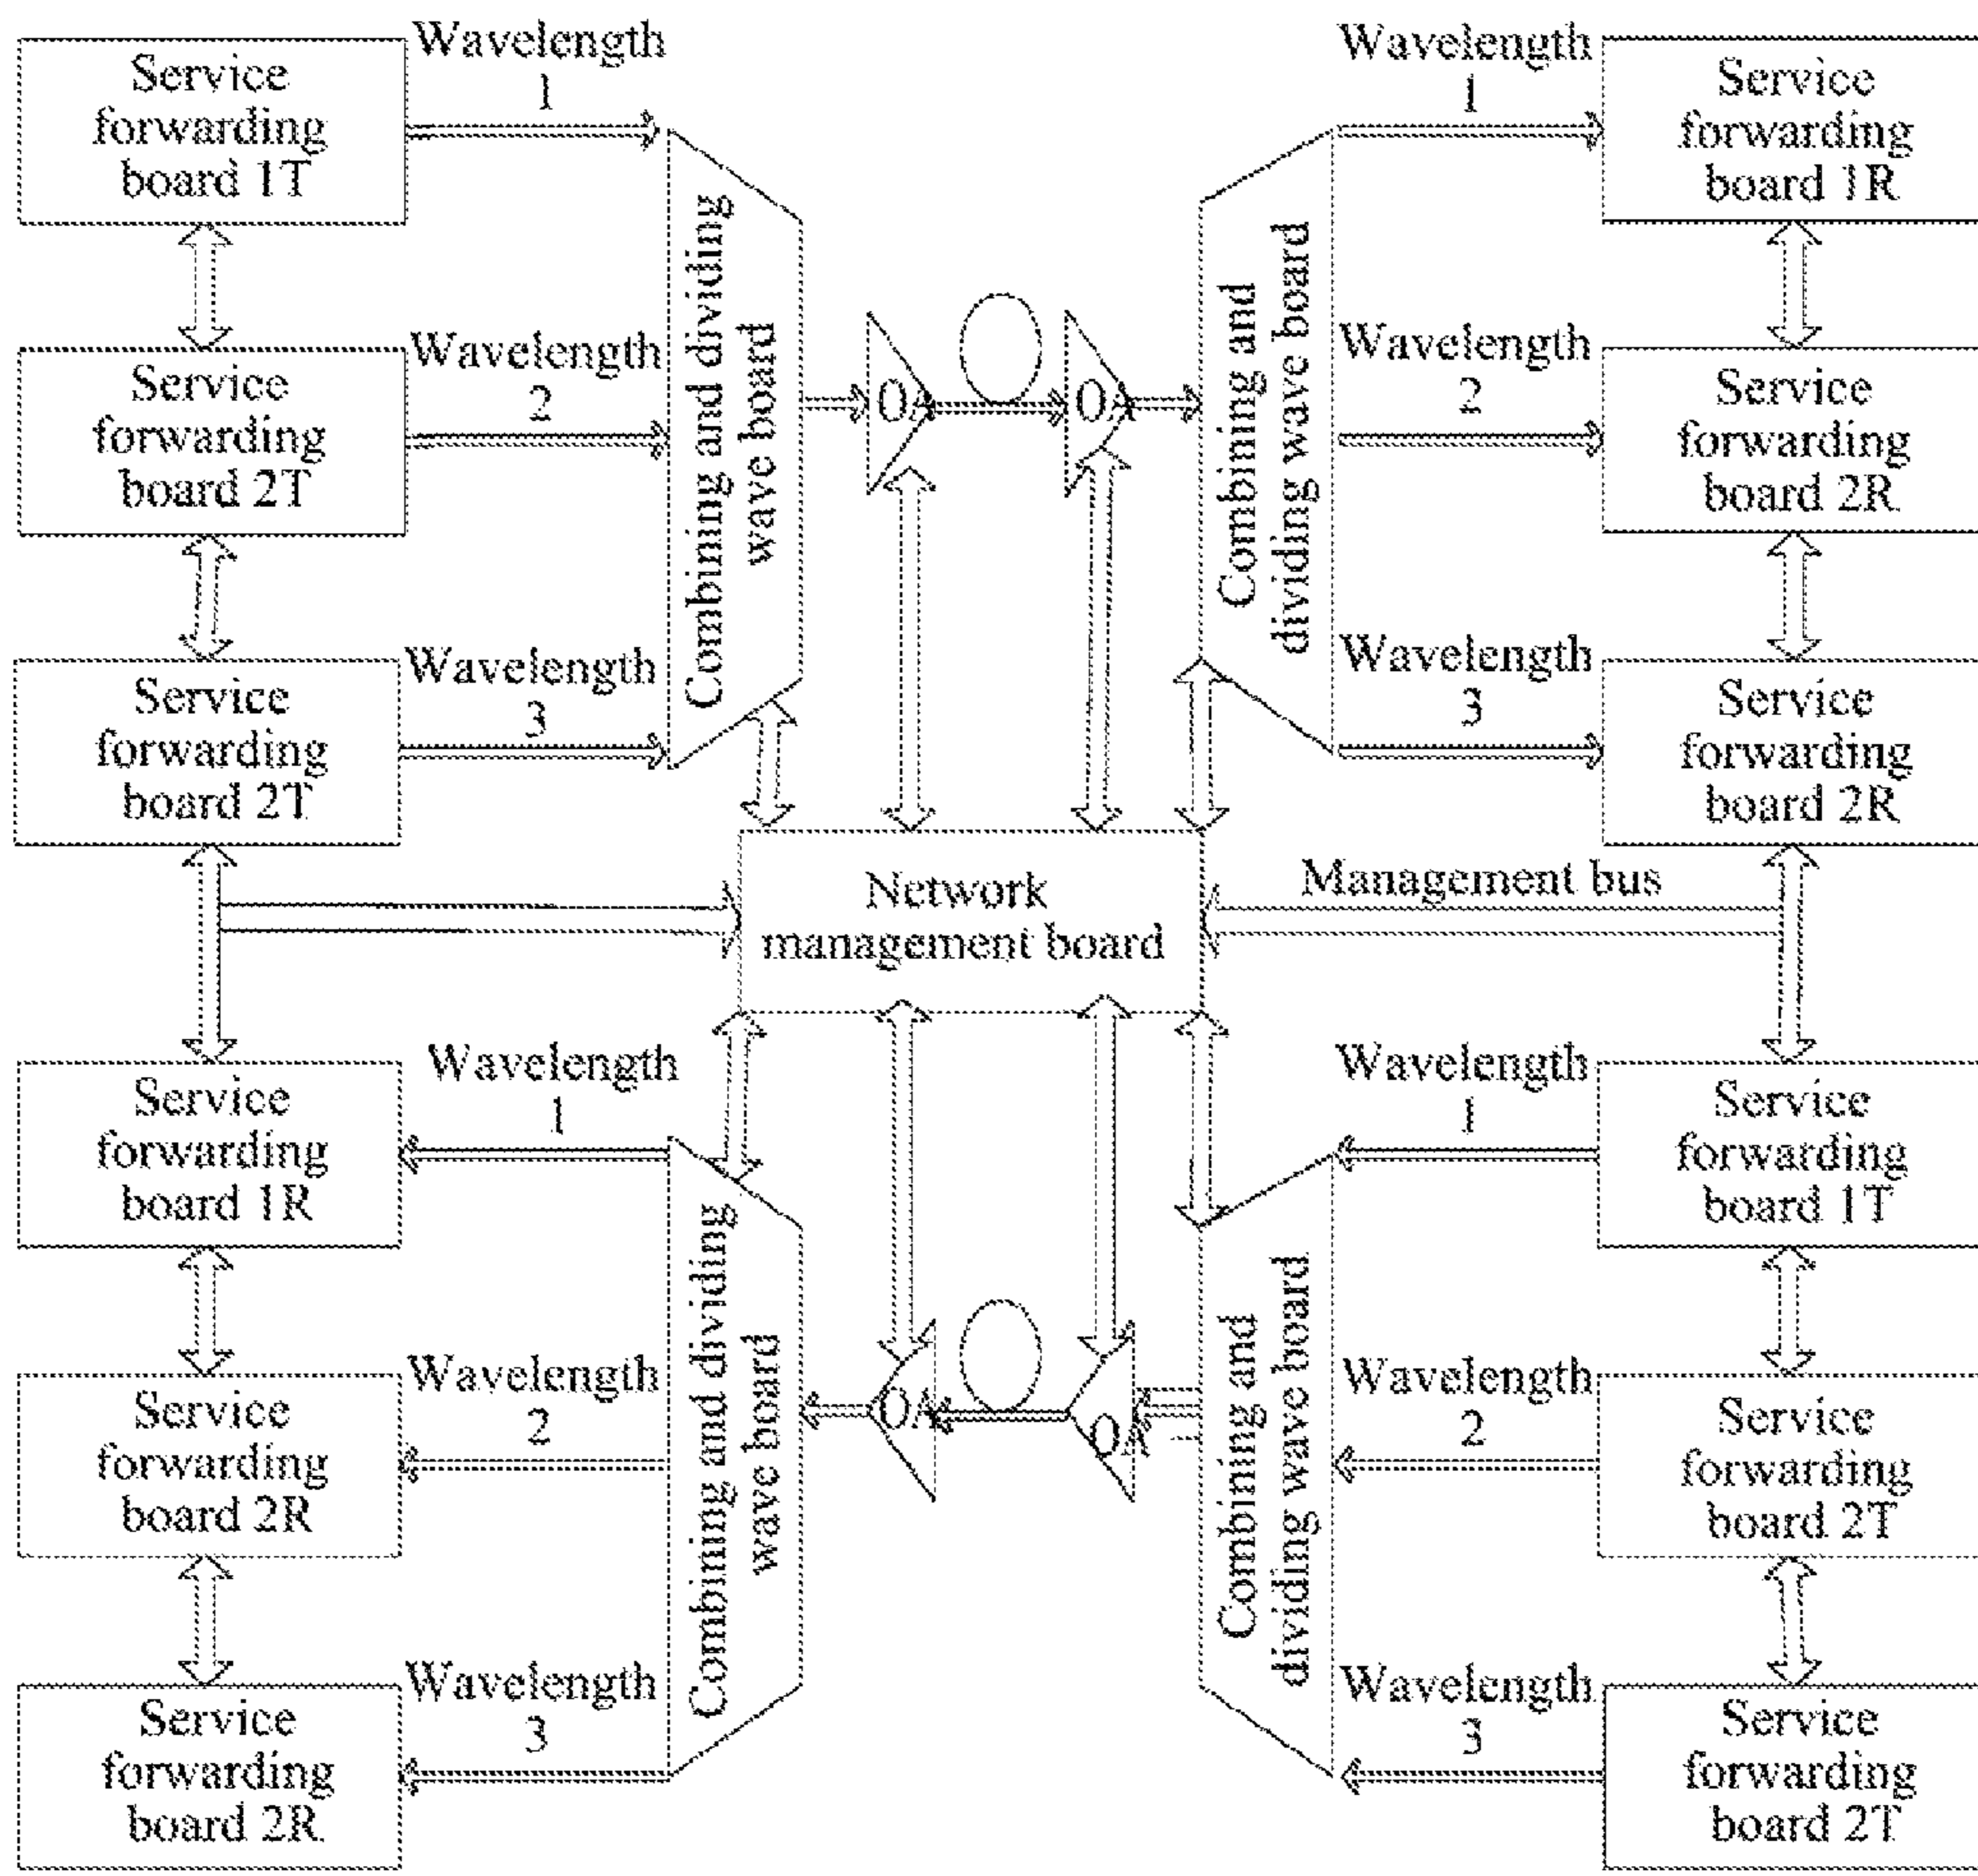 Service
forwarding
board 1T
Wavelength
1
Wavelength
1
Service
forwarding
board 1R
Service
forwarding
board 2T
Wavelength
2
Combining and dividing
wave board
OA
OA
Combining and
dividing wave board
Wavelength
2
Service
forwarding
board 2R
Service
forwarding
board 2T
Wavelength
3
Wavelength
3
Service
forwarding
board 2R
Network
management board
Management bus
Service
forwarding
board 1R
Wavelength
1
Wavelength
1
Service
forwarding
board 1T
Service
forwarding
board 2R
Wavelength
2
Combining and dividing
wave board
OA
OA
Combining and
dividing wave board
Wavelength
2
Service
forwarding
board 2T
Service
forwarding
board 2R
Wavelength
3
Wavelength
3
Service
forwarding
board 2T